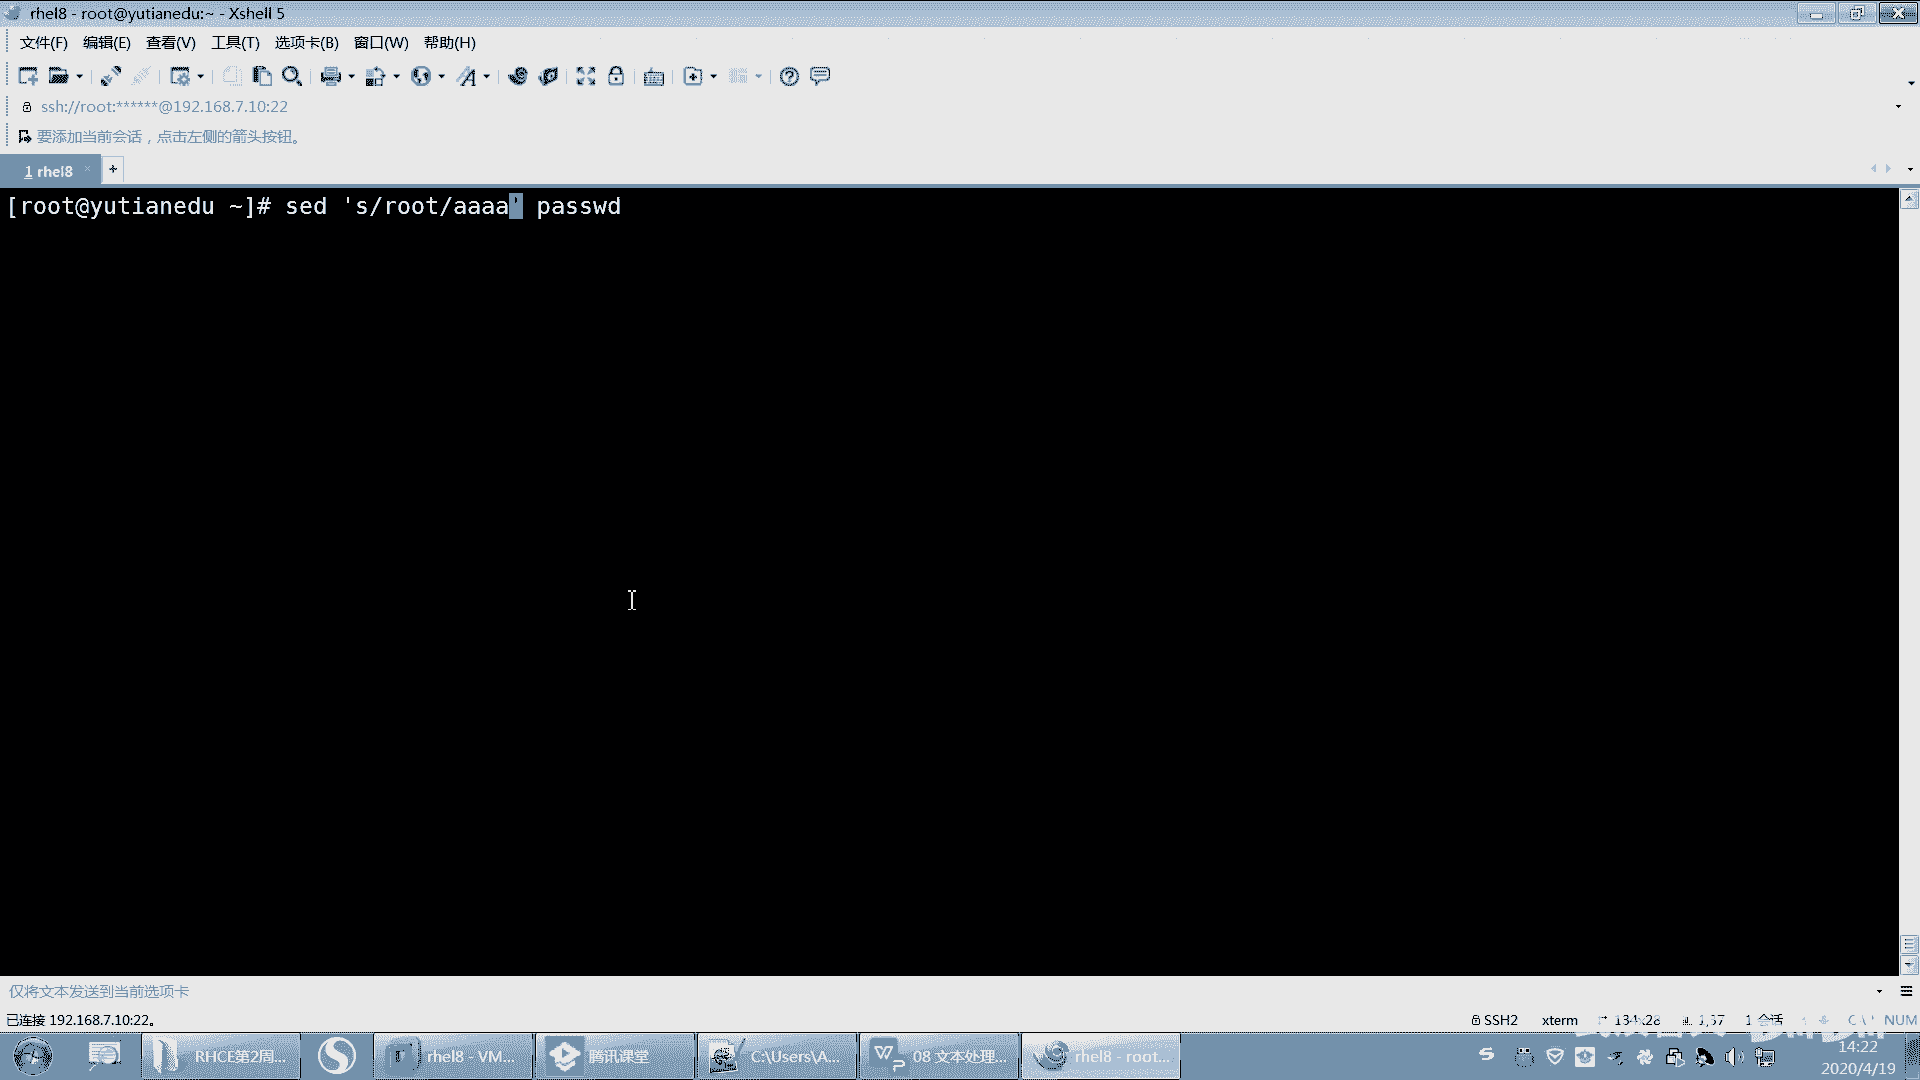 rhel8 - root@yutianedu:~ - Xshell 5
文件(F) 编辑(E) 查看(V) 工具(T) 选项卡(B) 窗口(W) 帮助(H)
ssh://root:******@192.168.7.10:22
要添加当前会话，点击左侧的箭头按钮。
1 rhel8 × +
[root@yutianedu ~]# sed 's/root/aaaa' passwd
仅将文本发送到当前选项卡
已连接 192.168.7.10:22。 SSH2 xterm 134x28 1,37 1 会话 NUM
RHCE第2周... rhel8 - VM... 腾讯课堂 C:\Users\A... 08 文本处理... rhel8 - root... 14:22
2020/4/19